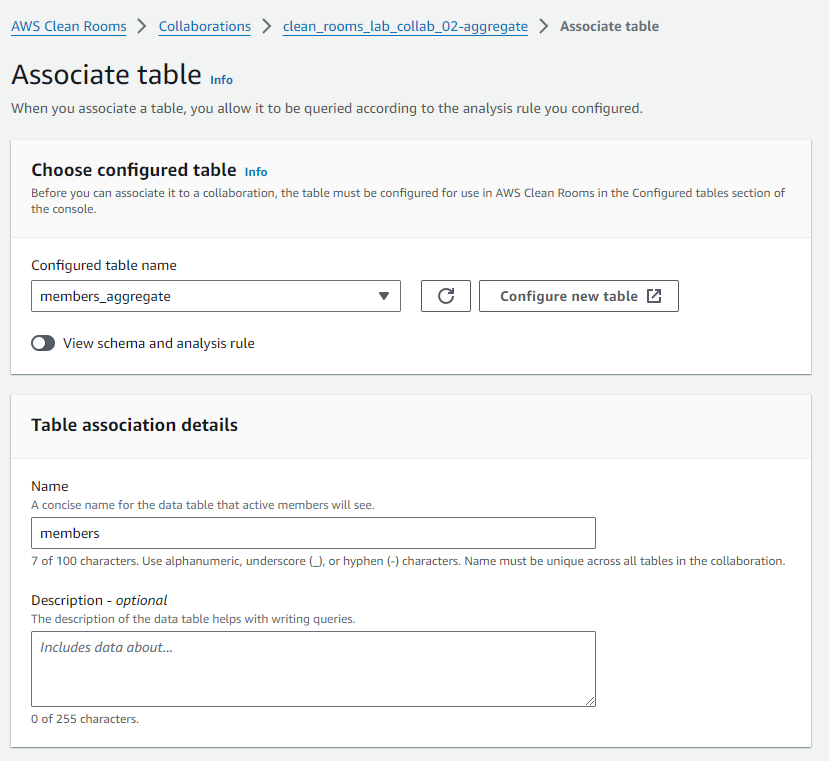 AWS Clean Rooms > Collaborations > clean_rooms_lab_collab_02-aggregate > Associate table
Associate table Info
When you associate a table, you allow it to be queried according to the analysis rule you configured.
Choose configured table Info
Before you can associate it to a collaboration, the table must be configured for use in AWS Clean Rooms in the Configured tables section of
the console.
Configured table name
members_aggregate
Configure new table
View schema and analysis rule
Table association details
Name
A concise name for the data table that active members will see.
members
7 of 100 characters. Use alphanumeric, underscore (_), or hyphen (-) characters. Name must be unique across all tables in the collaboration.
Description - optional
The description of the data table helps with writing queries.
Includes data about...
0 of 255 characters.